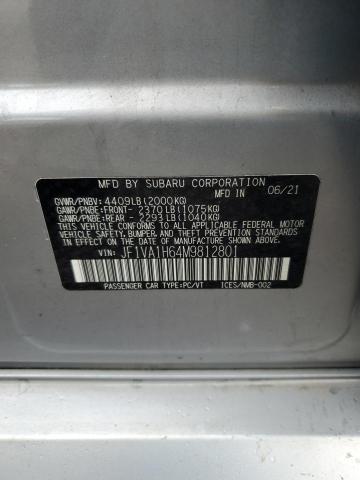 MFD BY SUBARU CORPORATION
MFD IN 06/21
GVWR/PNBV: 4409LB(2000KG)
GAWR/PNBE:FRONT- 2370LB(1075KG)
GAWR/PNBE:REAR - 2293LB(1040KG)
THIS VEHICLE CONFORMS TO ALL APPLICABLE
FEDERAL MOTOR VEHICLE
SAFETY, BUMPER, AND THEFT PREVENTION
STANDARDS IN EFFECT ON THE DATE OF
MANUFACTURE SHOWN ABOVE.
VIN: JF1VA1H64M9812801
PASSENGER CAR TYPE:PC/VT ICES/NMB-002